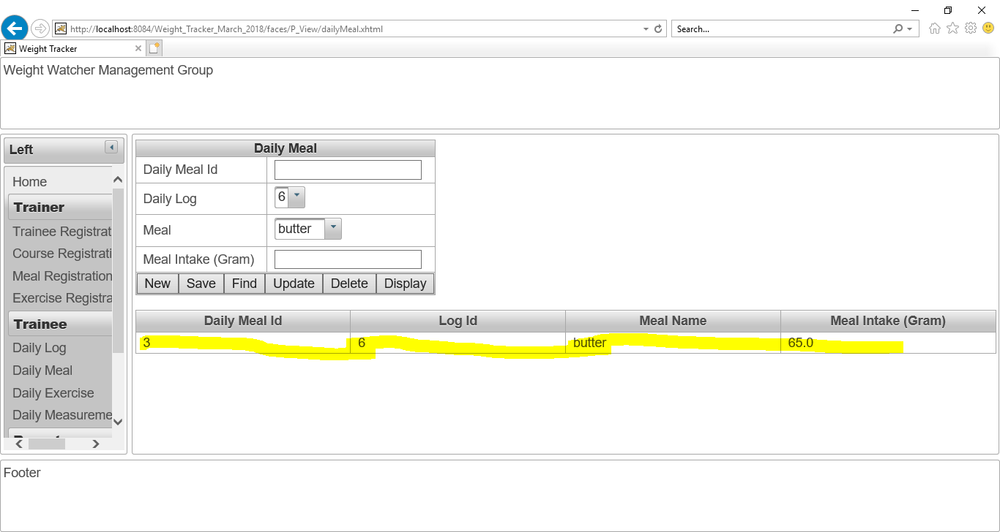 http://localhost:8084/Weight_Tracker_March_2018/faces/P_View/dailyMeal.xhtml
Search...
Weight Tracker
Weight Watcher Management Group
Left
Home
Trainer
Trainee Registrat
Course Registrati
Meal Registration
Exercise Registra
Trainee
Daily Log
Daily Meal
Daily Exercise
Daily Measureme
Daily Meal
Daily Meal Id
Daily Log 6
Meal butter
Meal Intake (Gram)
New Save Find Update Delete Display
Daily Meal Id Log Id Meal Name Meal Intake (Gram)
3 6 butter 65.0
Footer